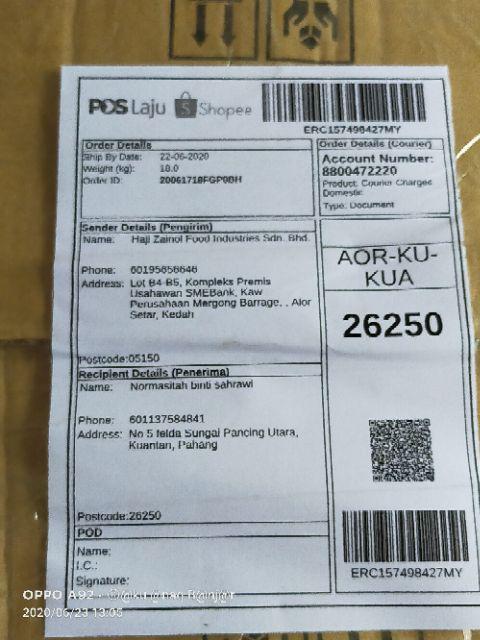 POS Laju Shopee
ERC157498427MY
Order Details
Ship By Date: 22-06-2020
Weight (kg): 18.0
Order ID: 20061718FGP0BH
Order Details (Courier)
Account Number:
8800472220
Product: Courier Charges
Domestic
Type: Document
Sender Details (Pengirim)
Name: Haji Zainol Food Industries Sdn. Bhd.
Phone: 60195656646
Address: Lot B4-B5, Kompleks Premis
Usahawan SMEBank, Kaw
Perusahaan Mergong Barrage, , Alor
Setar, Kedah
Postcode:05150
AOR-KU-
KUA
26250
Recipient Details (Penerima)
Name: Normasitah binti sahrawi
Phone: 601137584841
Address: No 5 felda Sungai Pancing Utara,
Kuantan, Pahang
Postcode:26250
POD
Name:
I.C.:
Signature:
ERC157498427MY
OPPO A92
2020/06/23 13:05